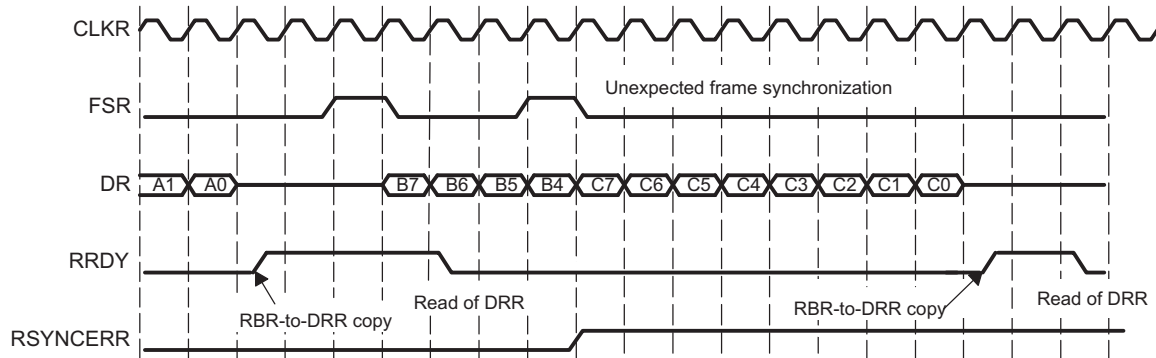 CLKR
Unexpected frame synchronization
FSR
DR A1 A0 B7 B6 B5 B4 C7 C6 C5 C4 C3 C2 C1 C0
RRDY
Read of DRR RBR-to-DRR copy Read of DRR
RBR-to-DRR copy
RSYNCERR